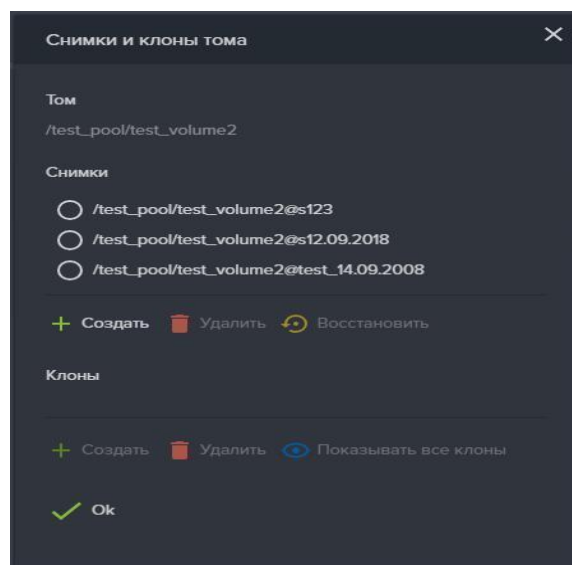 Снимки и клоны тома
Том
/test_pool/test_volume2
Снимки
/test_pool/test_volume2@s123
/test_pool/test_volume2@s12.09.2018
/test_pool/test_volume2@test_14.09.2008
Создать Удалить Восстановить
Клоны
Создать Удалить Показывать все клоны
Ok